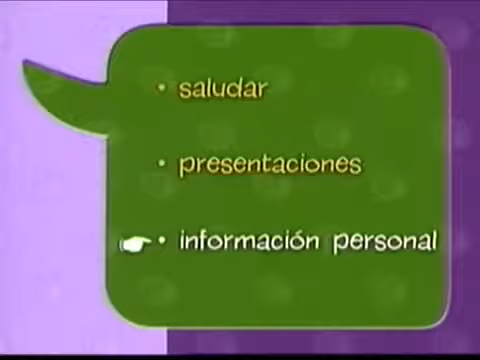 • saludar
• presentaciones
• información personal